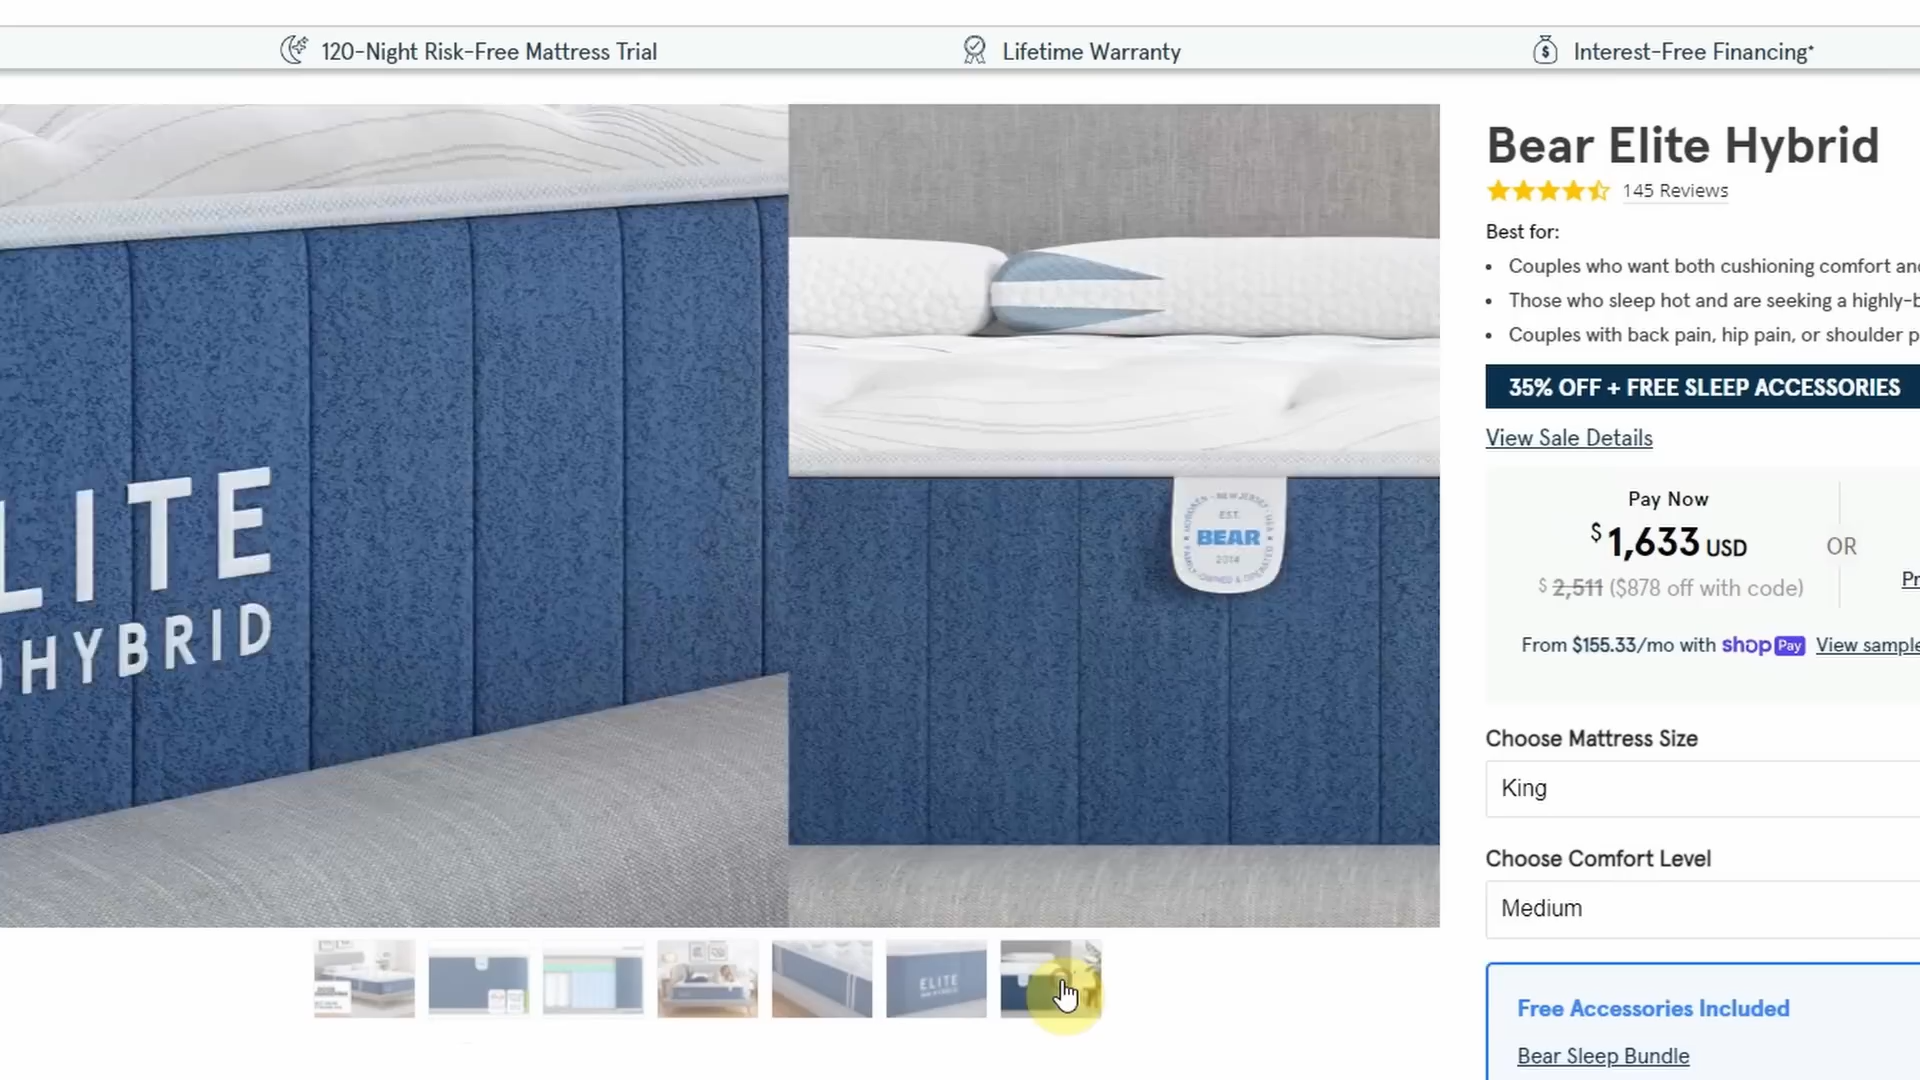 120-Night Risk-Free Mattress Trial
Lifetime Warranty
Interest-Free Financing*
LITE
HYBRID
EST.
BEAR
2014
Bear Elite Hybrid
145 Reviews
Best for:
• Couples who want both cushioning comfort an
• Those who sleep hot and are seeking a highly-b
• Couples with back pain, hip pain, or shoulder p
35% OFF + FREE SLEEP ACCESSORIES
View Sale Details
Pay Now
$1,633 USD
$ 2,511 ($878 off with code)
OR
Pr
From $155.33/mo with shop Pay View sample
Choose Mattress Size
King
Choose Comfort Level
Medium
ELITE
Free Accessories Included
Bear Sleep Bundle